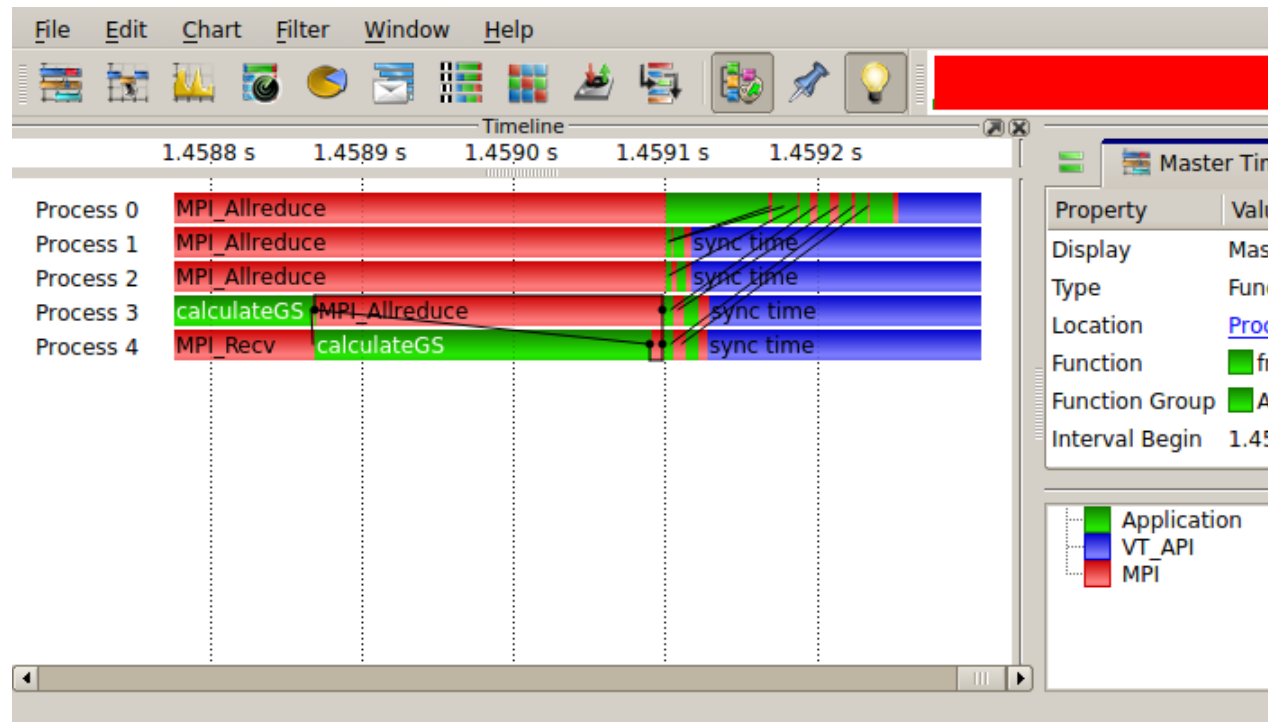 File Edit Chart Filter Window Help
Timeline
1.4588 s 1.4589 s 1.4590 s 1.4591 s 1.4592 s
Process 0 MPI_Allreduce
Process 1 MPI_Allreduce sync time
Process 2 MPI_Allreduce sync time
Process 3 calculateGS MPI_Allreduce sync time
Process 4 MPI_Recv calculateGS sync time
Master Tim
Property Valu
Display Mas
Type Fun
Location Proc
Function fr
Function Group A
Interval Begin 1.45
Application
VT_API
MPI